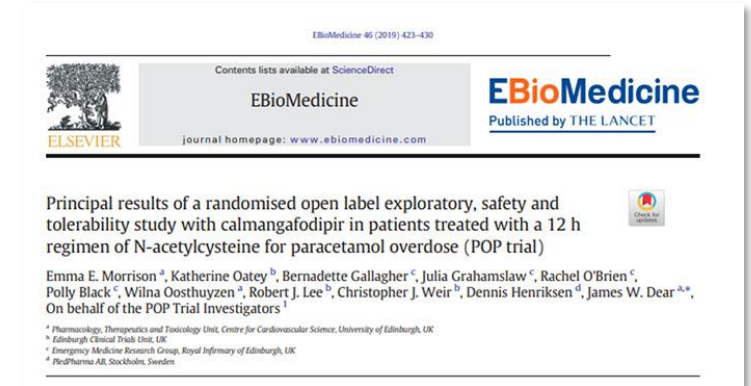 EBioMedicine 46 (2019) 423–430
Contents lists available at ScienceDirect
EBioMedicine
journal homepage: www.ebiomedicine.com
ELSEVIER
EBioMedicine
Published by THE LANCET
Principal results of a randomised open label exploratory, safety and
tolerability study with calmangafodipir in patients treated with a 12 h
regimen of N-acetylcysteine for paracetamol overdose (POP trial)
Check for
updates
Emma E. Morrison ᵃ, Katherine Oatey ᵇ, Bernadette Gallagher ᶜ, Julia Grahamslaw ᶜ, Rachel O'Brien ᶜ,
Polly Black ᶜ, Wilna Oosthuyzen ᵃ, Robert J. Lee ᵇ, Christopher J. Weir ᵇ, Dennis Henriksen ᵈ, James W. Dear ᵃ,*,
On behalf of the POP Trial Investigators ¹
ᵃ Pharmacology, Therapeutics and Toxicology Unit, Centre for Cardiovascular Science, University of Edinburgh, UK
ᵇ Edinburgh Clinical Trials Unit, UK
ᶜ Emergency Medicine Research Group, Royal Infirmary of Edinburgh, UK
ᵈ PledPharma AB, Stockholm, Sweden